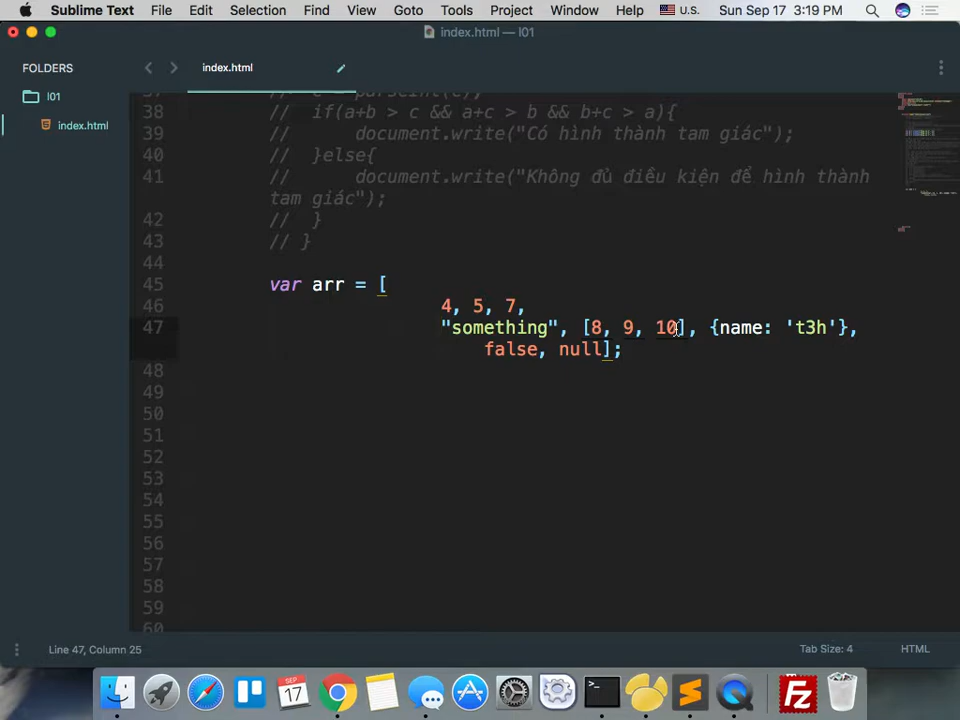 Sublime Text File Edit Selection Find View Goto Tools Project Window Help U.S. Sun Sep 17 3:19 PM
index.html — l01
FOLDERS
l01
index.html
index.html
38 // if(a+b > c && a+c > b && b+c > a){
39 // document.write("Có hình thành tam giác");
40 // }else{
41 // document.write("Không đủ điều kiện để hình thành
tam giác");
42 // }
43 // }
44
45 var arr = [
46 4, 5, 7,
47 "something", [8, 9, 10], {name: 't3h'},
false, null];
48
49
50
51
52
53
54
55
56
57
58
59
60
Line 47, Column 25 Tab Size: 4 HTML
SEP
17